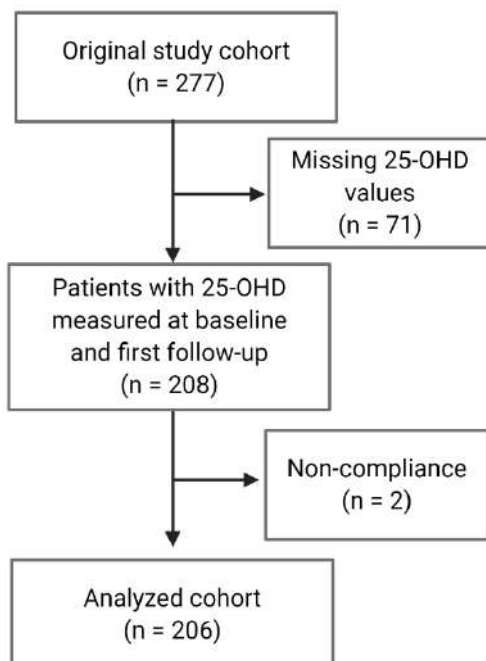 Original study cohort
(n = 277)
Missing 25-OHD
values
(n = 71)
Patients with 25-OHD
measured at baseline
and first follow-up
(n = 208)
Non-compliance
(n = 2)
Analyzed cohort
(n = 206)